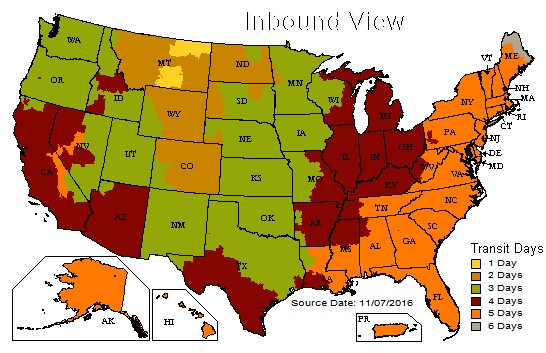 Inbound View
WA
OR
CA
NV
ID
MT
WY
UT
AZ
CO
NM
ND
SD
NE
KS
OK
TX
MN
IA
MO
AR
LA
WI
IL
MI
IN
OH
KY
TN
MS
AL
GA
FL
SC
NC
VA
WV
PA
NY
VT
ME
NH
MA
RI
CT
NJ
DE
MD
AK
HI
PR
Source Date: 11/07/2016
Transit Days
1 Day
2 Days
3 Days
4 Days
5 Days
6 Days